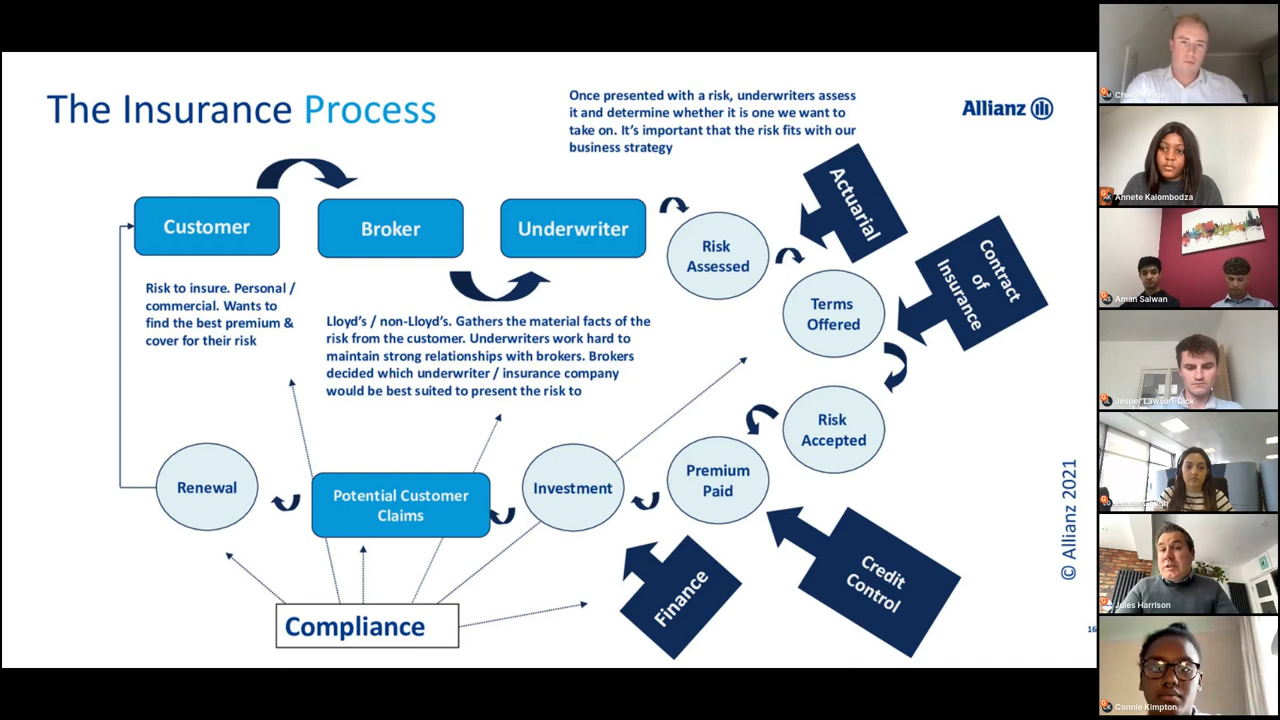 The Insurance Process
Once presented with a risk, underwriters assess
it and determine whether it is one we want to
take on. It's important that the risk fits with our
business strategy
Allianz
Customer
Broker
Underwriter
Risk
Assessed
Actuarial
Contract
of
Insurance
Terms
Offered
Risk to insure. Personal /
commercial. Wants to
find the best premium &
cover for their risk
Lloyd's / non-Lloyd's. Gathers the material facts of the
risk from the customer. Underwriters work hard to
maintain strong relationships with brokers. Brokers
decided which underwriter / insurance company
would be best suited to present the risk to
Risk
Accepted
Premium
Paid
Investment
Potential Customer
Claims
Renewal
Compliance
Finance
Credit
Control
© Allianz 2021
16
Annete Kalombodza
Aman Salwan
Jesper Lawson-Dick
Jules Harrison
Connie Kimpton